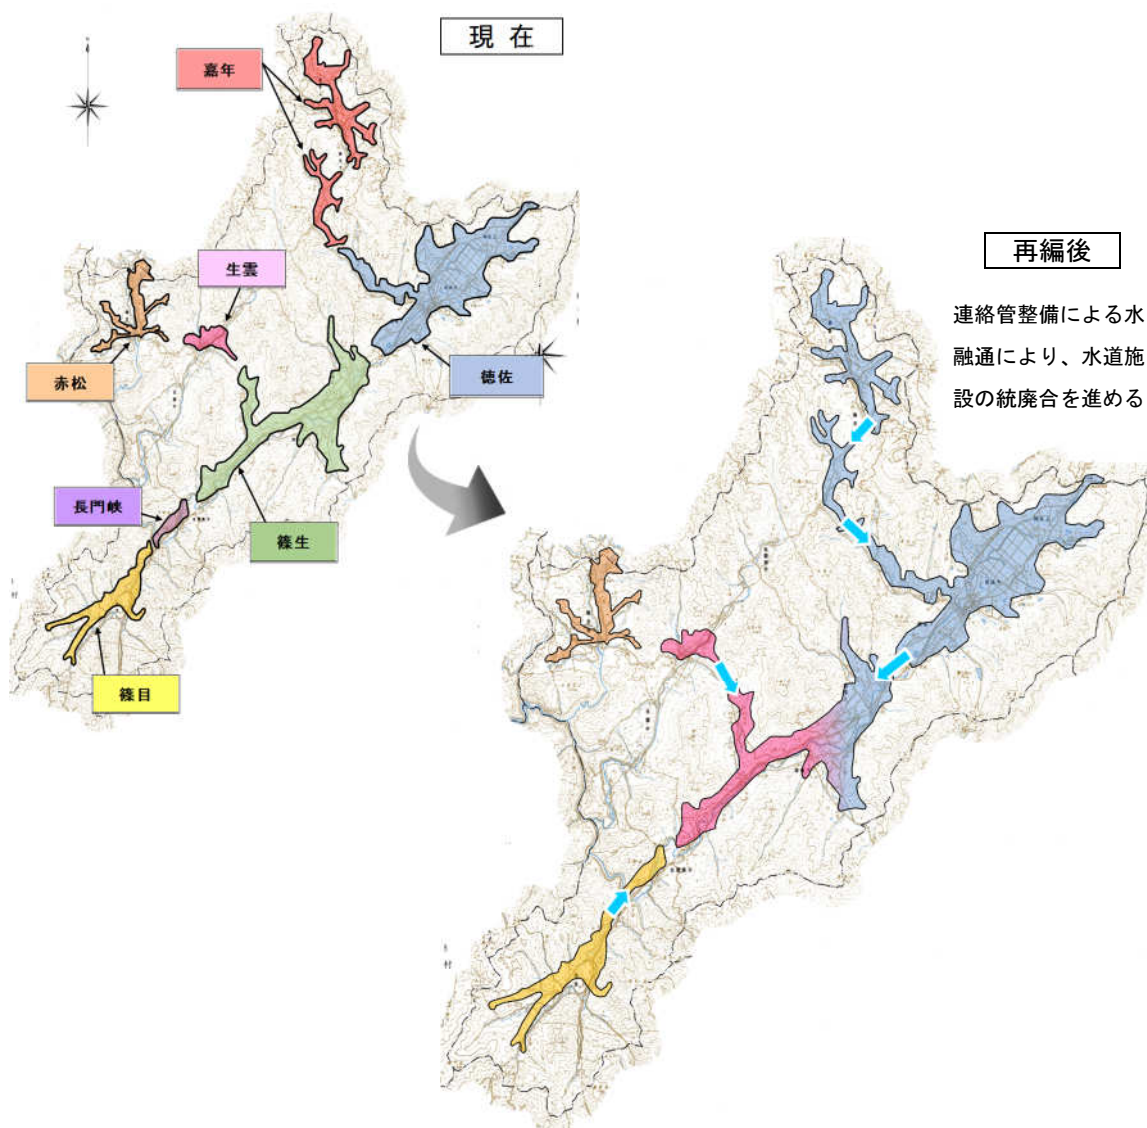 現 在
嘉年
生雲
赤松
徳佐
長門峡
篠生
篠目
再編後
連絡管整備による水
融通により、水道施
設の統廃合を進める
村
村